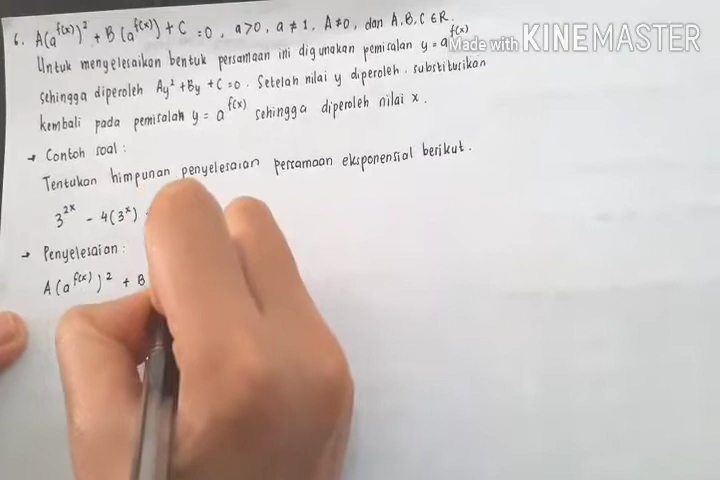 6. A(a^f(x))² + B(a^f(x)) + C = 0, a>0, a ≠ 1, A≠0, dan A, B, C ∈ R.
Untuk mengelesaikon bentuk persamaan ini digunakan pemisalan y = a^f(x)
Made with KINEMASTER
sehingga diperoleh Ay² + By + C = 0. Setelah nilai y diperoleh, substitusikan
kembali pada pemisalan y = a^f(x) sehingga diperoleh nilai x.
→ Contoh soal :
Tentukan himpunan penyelesaian persamaan eksponensial berikut.
3^2x - 4(3^x)
→ Penyelesaian :
A(a^f(x))² + B